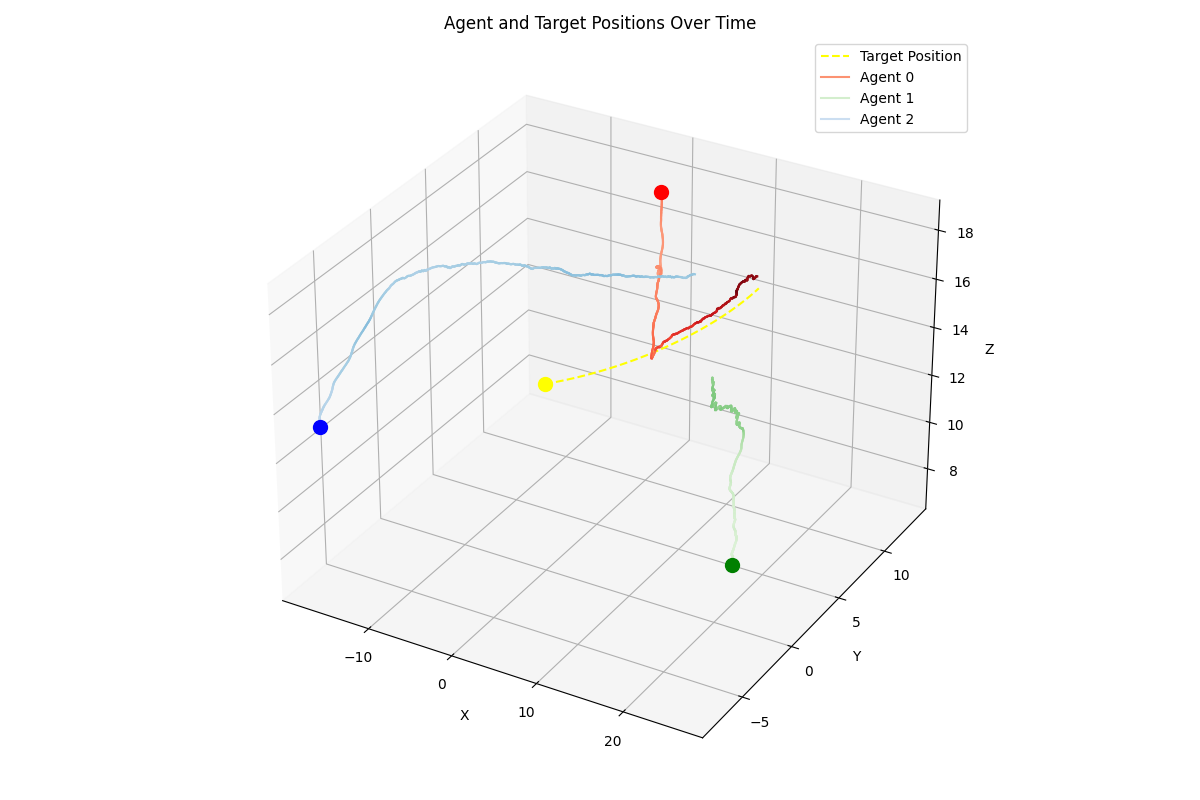 Agent and Target Positions Over Time
Target Position
Agent 0
Agent 1
Agent 2
18
16
14
12
10
8
Z
10
5
0
−5
Y
−10
0
10
20
X